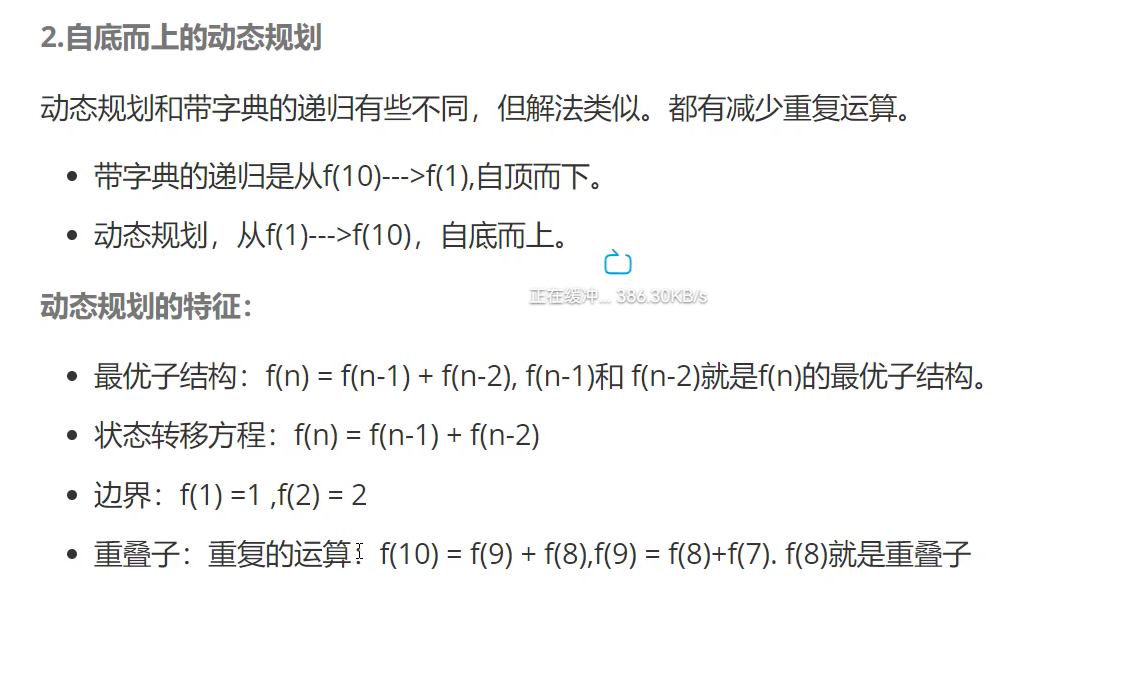 2.自底而上的动态规划
动态规划和带字典的递归有些不同，但解法类似。都有减少重复运算。
带字典的递归是从f(10)--->f(1),自顶而下。
动态规划，从f(1)--->f(10)，自底而上。
正在缓冲... 386.30KB/s
动态规划的特征：
最优子结构：f(n) = f(n-1) + f(n-2), f(n-1)和 f(n-2)就是f(n)的最优子结构。
状态转移方程：f(n) = f(n-1) + f(n-2)
边界：f(1) =1 ,f(2) = 2
重叠子：重复的运算：f(10) = f(9) + f(8),f(9) = f(8)+f(7). f(8)就是重叠子